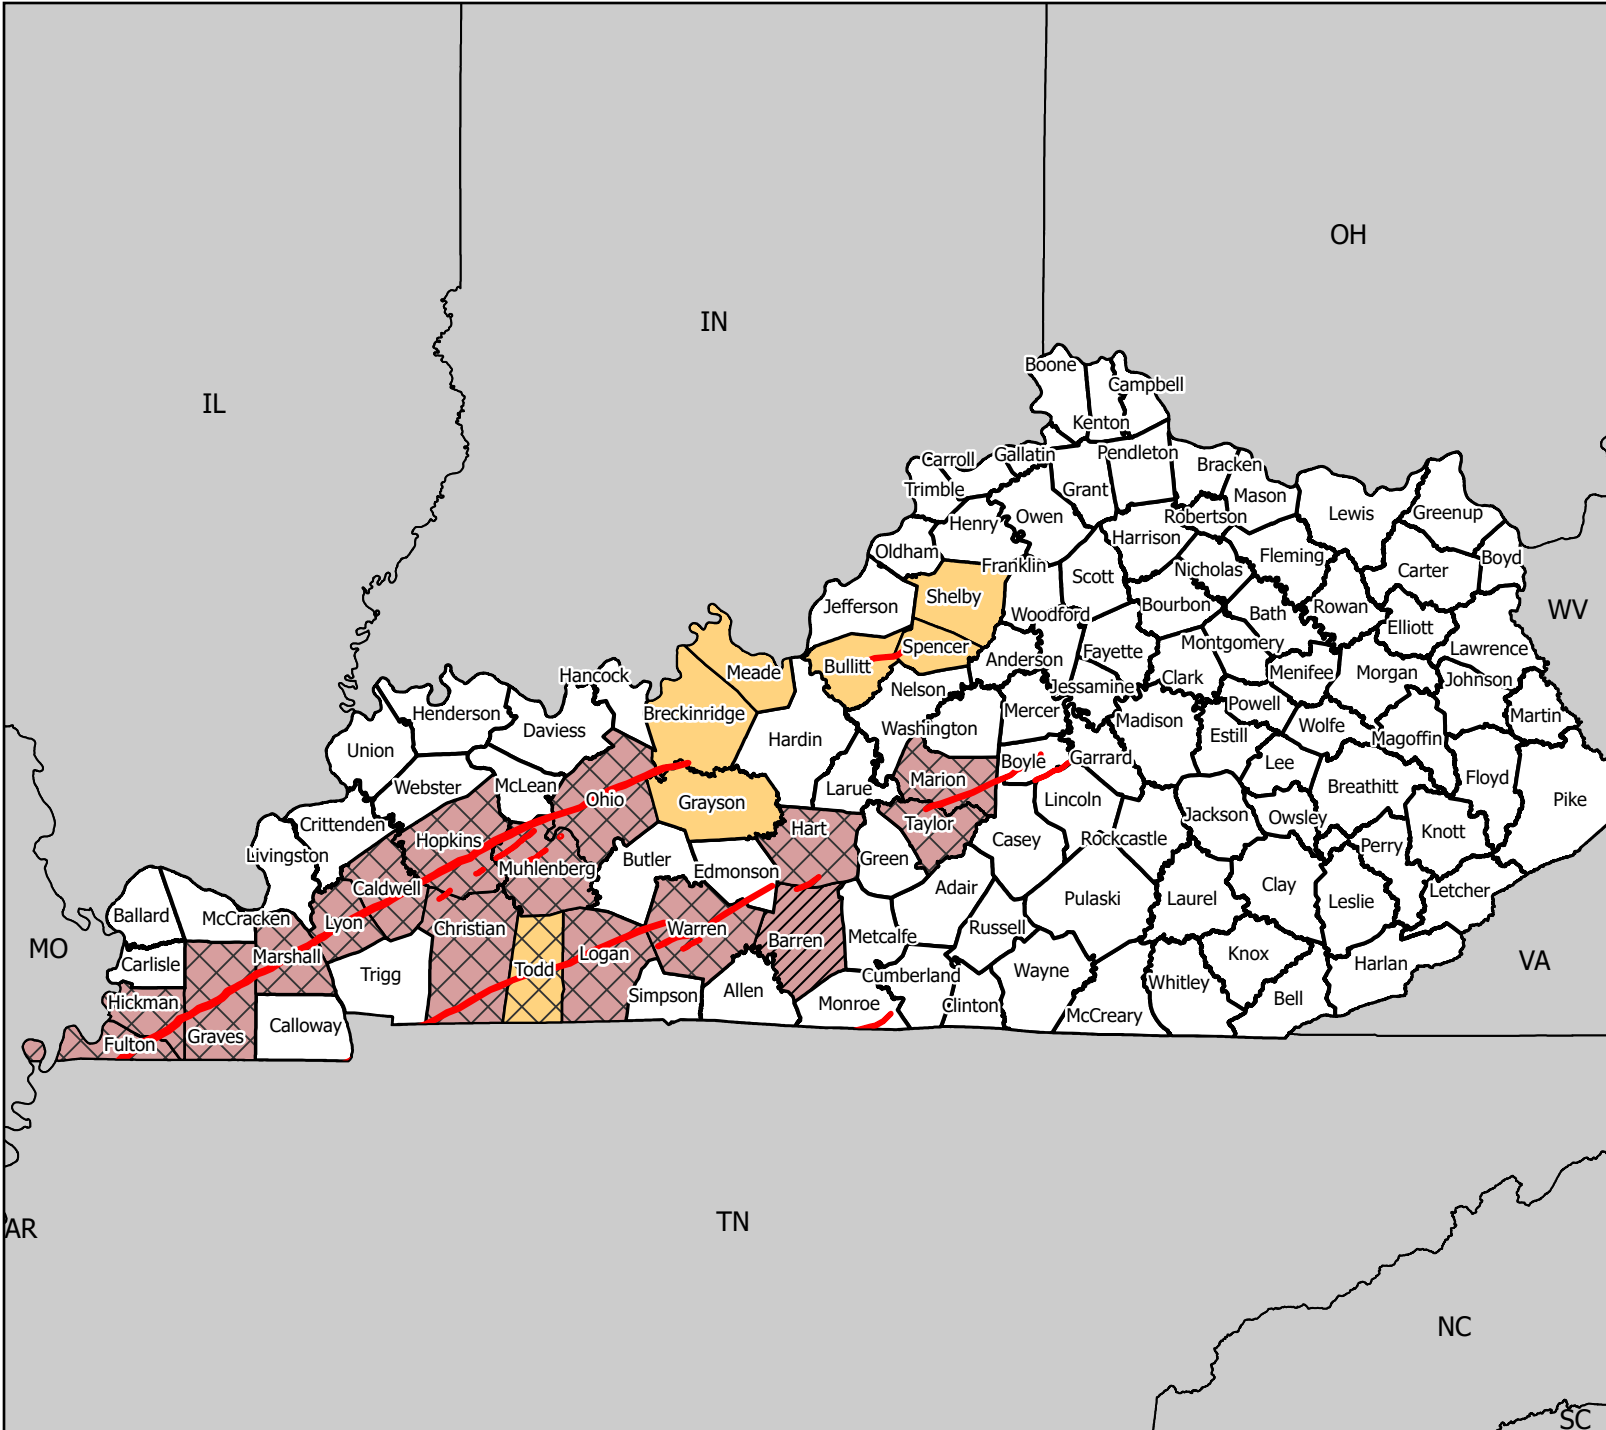 OH
IN
IL
Boone
Campbell
Kenton
Carroll
Gallatin
Pendleton
Bracken
Trimble
Grant
Mason
Henry
Owen
Robertson
Lewis
Greenup
Oldham
Harrison
Franklin
Fleming
Boyd
Scott
Nicholas
Carter
Jefferson
Shelby
Woodford
Bourbon
Bath
Rowan
WV
Elliott
Spencer
Fayette
Montgomery
Lawrence
Bullitt
Anderson
Meade
Hancock
Nelson
Jessamine
Clark
Menifee
Morgan
Johnson
Henderson
Breckinridge
Mercer
Madison
Powell
Martin
Daviess
Washington
Estill
Wolfe
Magoffin
Union
Hardin
Boyle
Garrard
Lee
Webster
McLean
Marion
Floyd
Ohio
Grayson
Larue
Lincoln
Breathitt
Pike
Crittenden
Hopkins
Hart
Taylor
Casey
Rockcastle
Jackson
Owsley
Knott
Livingston
Muhlenberg
Butler
Edmonson
Green
Perry
Caldwell
Adair
Pulaski
Laurel
Clay
Leslie
Letcher
Ballard
McCracken
Lyon
Christian
Warren
Barren
Metcalfe
Russell
MO
Carlisle
Marshall
Trigg
Todd
Logan
Knox
Harlan
VA
Hickman
Simpson
Allen
Monroe
Cumberland
Clinton
Wayne
Whitley
Bell
Fulton
Graves
Calloway
McCreary
AR
TN
NC
SC